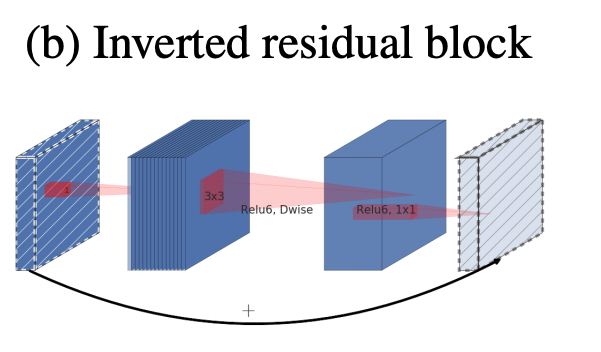 (b) Inverted residual block
3x3
Relu6, Dwise
Relu6, 1x1
+